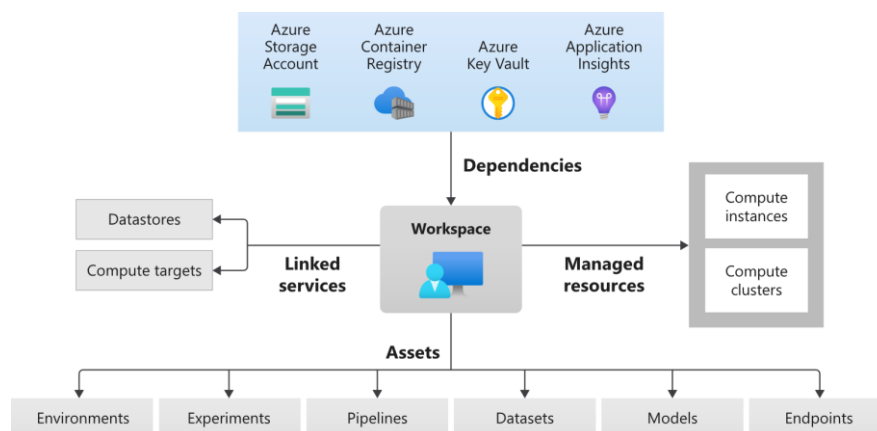 Azure
Storage
Account
Azure
Container
Registry
Azure
Key Vault
Azure
Application
Insights
Dependencies
Datastores
Compute targets
Linked
services
Workspace
Managed
resources
Compute
instances
Compute
clusters
Assets
Environments
Experiments
Pipelines
Datasets
Models
Endpoints